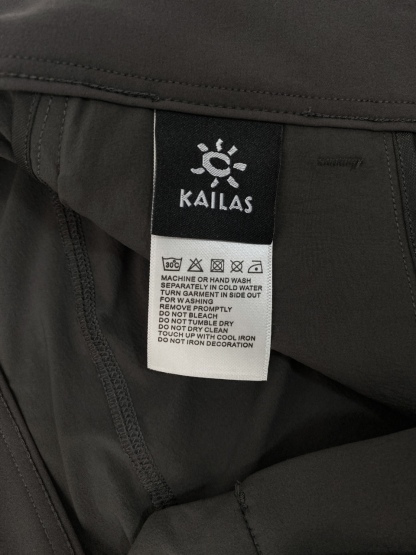 KAILAS
30°C
MACHINE OR HAND WASH
SEPARATELY IN COLD WATER
TURN GARMENT IN SIDE OUT
FOR WASHING
REMOVE PROMPTLY
DO NOT BLEACH
DO NOT TUMBLE DRY
DO NOT DRY CLEAN
TOUCH UP WITH COOL IRON
DO NOT IRON DECORATION